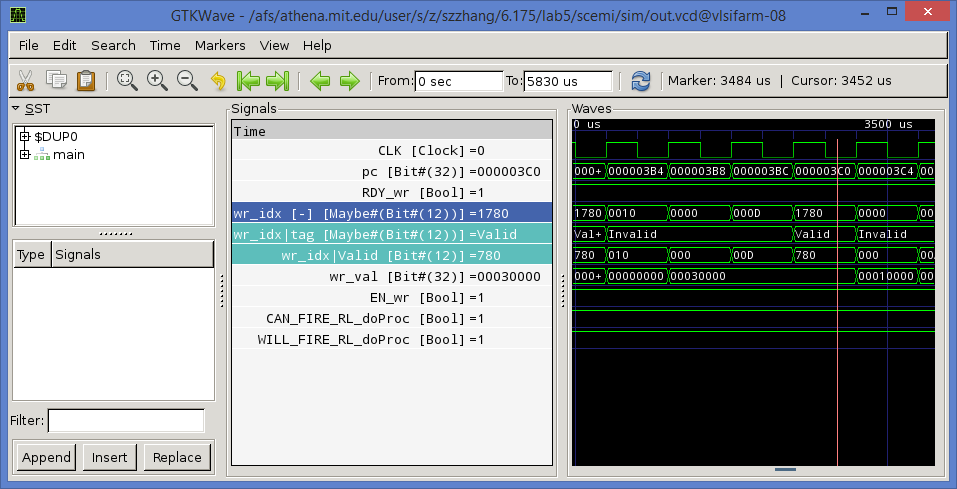 GTKWave - /afs/athena.mit.edu/user/s/z/szzhang/6.175/lab5/scemi/sim/out.vcd@vlsifarm-08
File Edit Search Time Markers View Help
From: 0 sec To: 5830 us Marker: 3484 us | Cursor: 3452 us
SST
$DUP0
main
Type Signals
Filter:
Append Insert Replace
Signals
Time
CLK [Clock] =0
pc [Bit#(32)] =000003C0
RDY_wr [Bool] =1
wr_idx [-] [Maybe#(Bit#(12))] =1780
wr_idx|tag [Maybe#(Bit#(12))] =Valid
wr_idx|Valid [Bit#(12)] =780
wr_val [Bit#(32)] =00030000
EN_wr [Bool] =1
CAN_FIRE_RL_doProc [Bool] =1
WILL_FIRE_RL_doProc [Bool] =1
Waves
0 us 3500 us
000+ 000003B4 000003B8 000003BC 000003C0 000003C4 00
1780 0010 0000 000D 1780 0000 00
Val+ Invalid Valid Invalid
780 010 000 00D 780 000
000+ 00000000 00030000 00010000 00